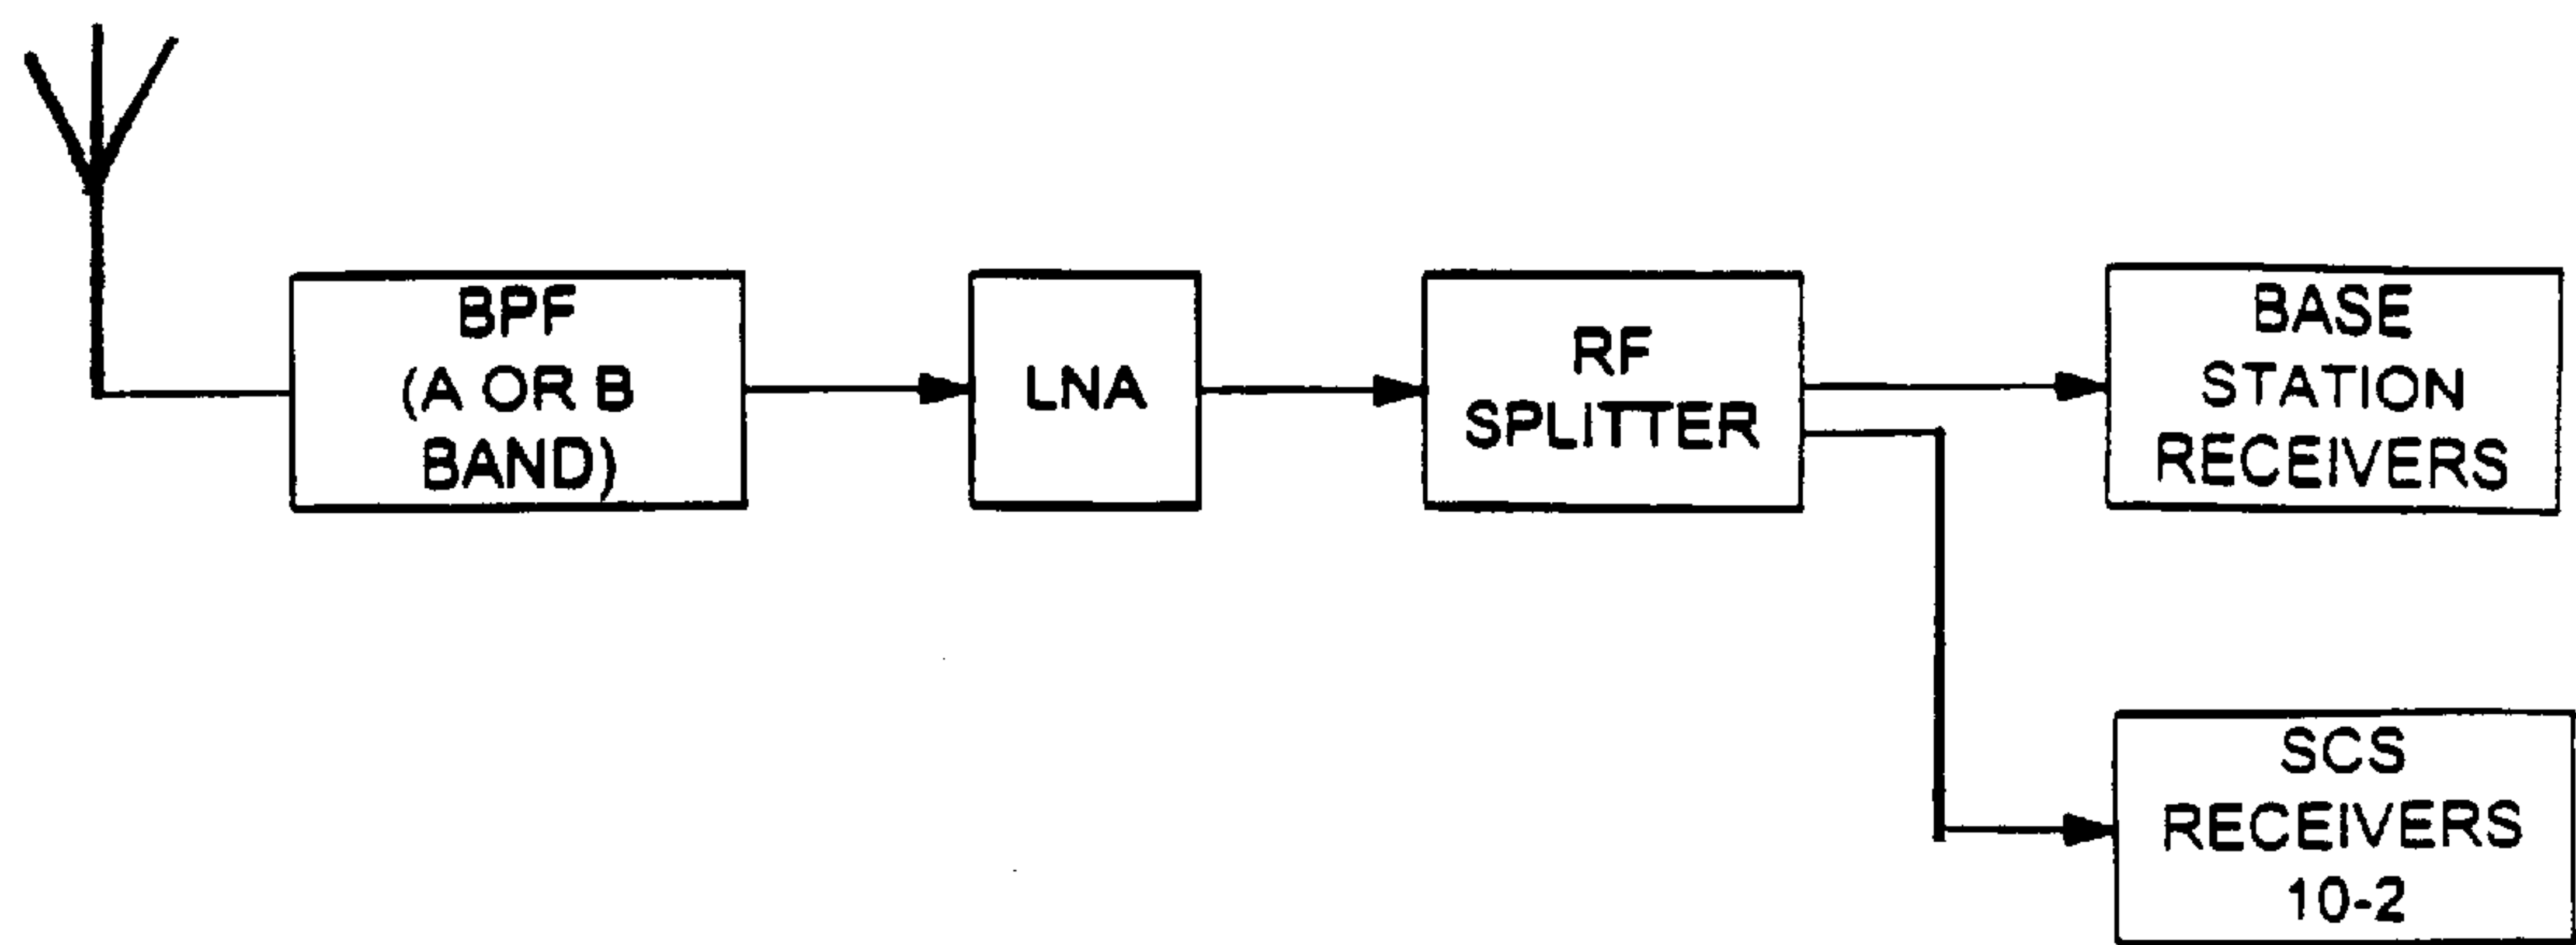 BPF
(A OR B
BAND)
LNA
RF
SPLITTER
BASE
STATION
RECEIVERS
SCS
RECEIVERS
10-2